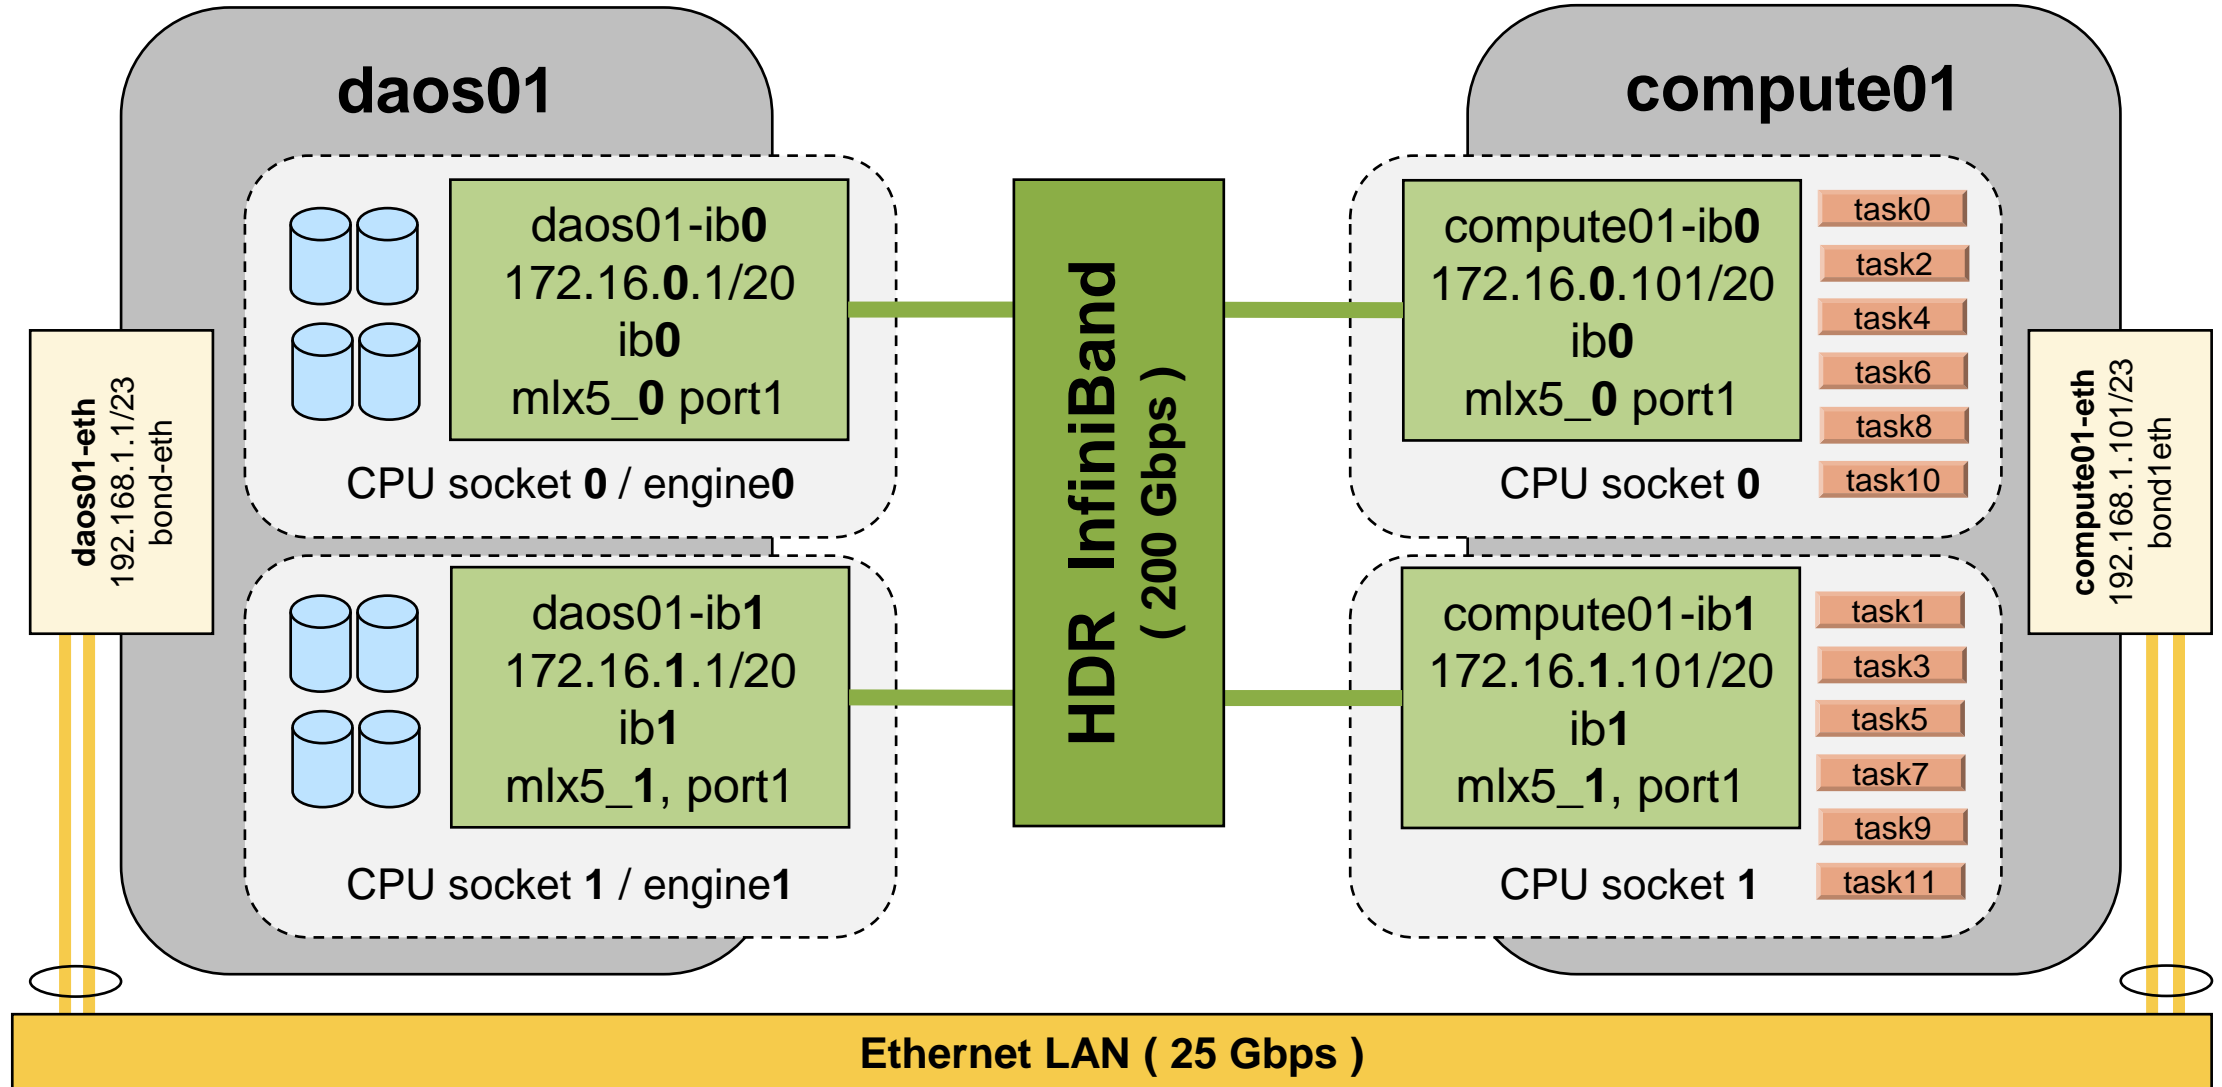 daos01
daos01-ib0
172.16.0.1/20
ib0
mlx5_0 port1
CPU socket 0 / engine0
daos01-ib1
172.16.1.1/20
ib1
mlx5_1, port1
CPU socket 1 / engine1
daos01-eth
192.168.1.1/23
bond-eth
HDR InfiniBand
( 200 Gbps )
compute01
compute01-ib0
172.16.0.101/20
ib0
mlx5_0 port1
CPU socket 0
task0
task2
task4
task6
task8
task10
compute01-ib1
172.16.1.101/20
ib1
mlx5_1, port1
CPU socket 1
task1
task3
task5
task7
task9
task11
compute01-eth
192.168.1.101/23
bond1eth
Ethernet LAN ( 25 Gbps )